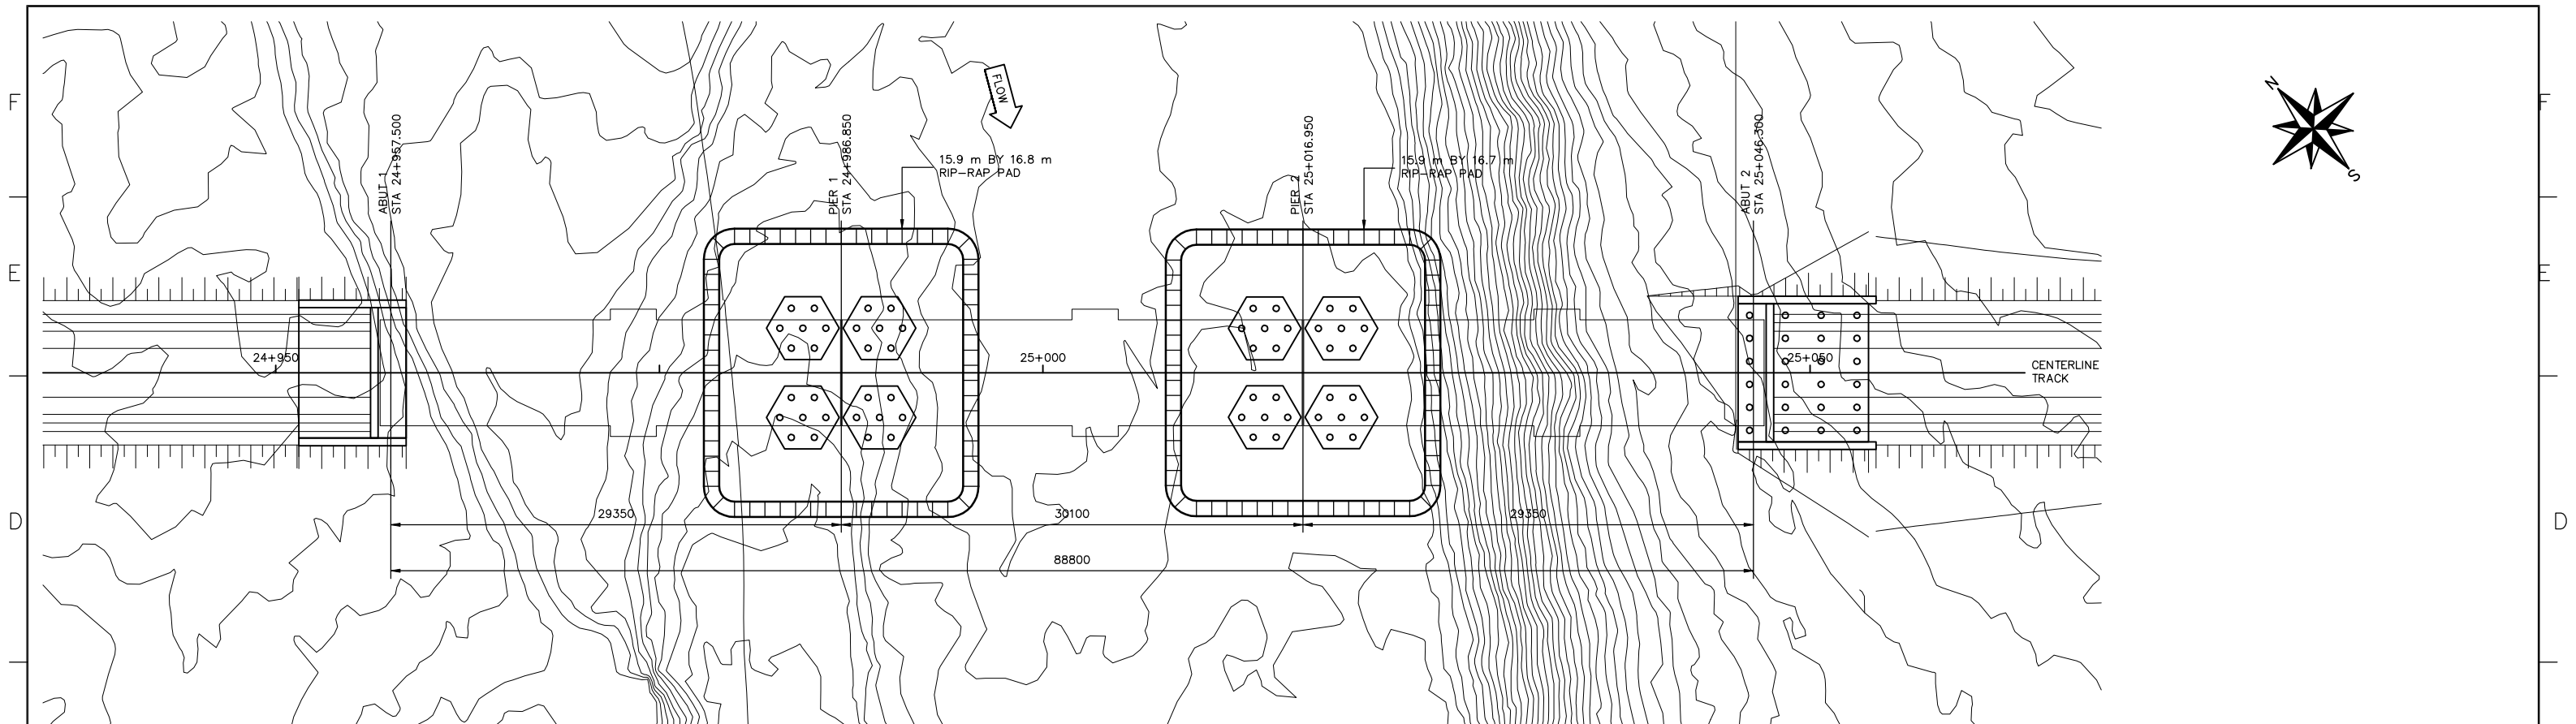 F
F
N
FLOW
S
ABUT 1
STA 24+957.500
PIER 1
STA 24+986.850
15.9 m BY 16.8 m
RIP-RAP PAD
PIER 2
STA 25+016.950
15.9 m BY 16.7 m
RIP-RAP PAD
ABUT 2
STA 25+046.300
E
E
24+950
25+000
25+050
CENTERLINE
TRACK
D
29350
30100
29350
D
88800